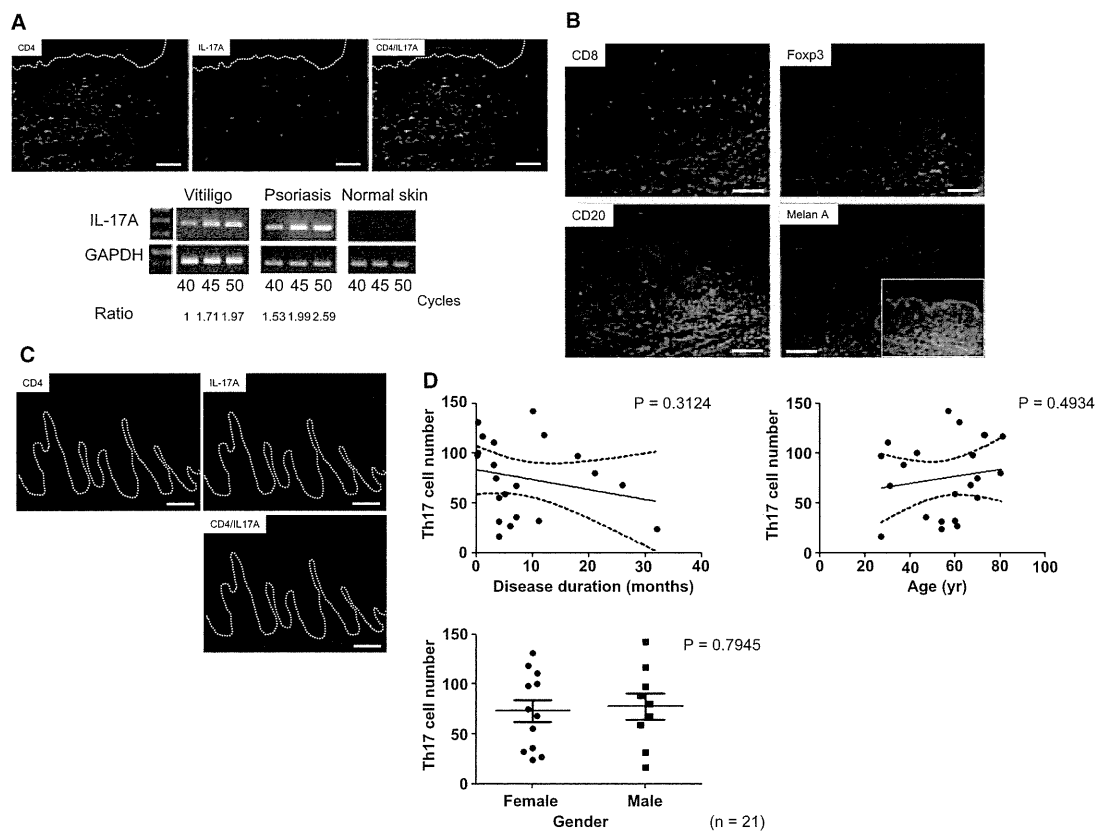 A
CD4
IL-17A
CD4/IL17A
Vitiligo
Psoriasis
Normal skin
IL-17A
GAPDH
40 45 50
40 45 50
40 45 50
Cycles
Ratio
1 1.71 1.97
1.53 1.99 2.59
B
CD8
Foxp3
CD20
Melan A
C
CD4
IL-17A
CD4/IL17A
D
150
100
50
0
Th17 cell number
P = 0.3124
0 10 20 30 40
Disease duration (months)
150
100
50
0
Th17 cell number
P = 0.4934
0 20 40 60 80 100
Age (yr)
150
100
50
0
Th17 cell number
P = 0.7945
Female
Male
Gender
(n = 21)